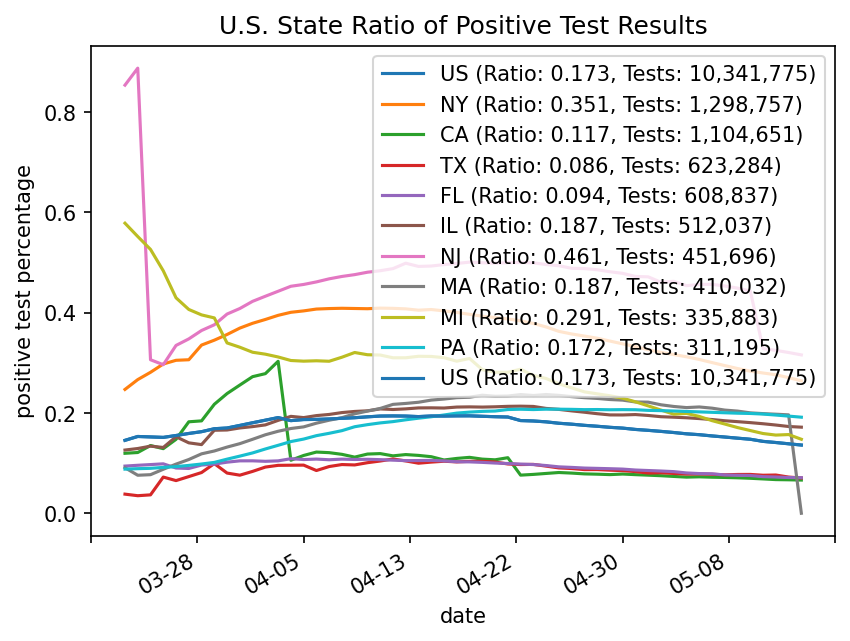 U.S. State Ratio of Positive Test Results
positive test percentage
0.8
0.6
0.4
0.2
0.0
US (Ratio: 0.173, Tests: 10,341,775)
NY (Ratio: 0.351, Tests: 1,298,757)
CA (Ratio: 0.117, Tests: 1,104,651)
TX (Ratio: 0.086, Tests: 623,284)
FL (Ratio: 0.094, Tests: 608,837)
IL (Ratio: 0.187, Tests: 512,037)
NJ (Ratio: 0.461, Tests: 451,696)
MA (Ratio: 0.187, Tests: 410,032)
MI (Ratio: 0.291, Tests: 335,883)
PA (Ratio: 0.172, Tests: 311,195)
US (Ratio: 0.173, Tests: 10,341,775)
03-28 04-05 04-13 04-22 04-30 05-08
date